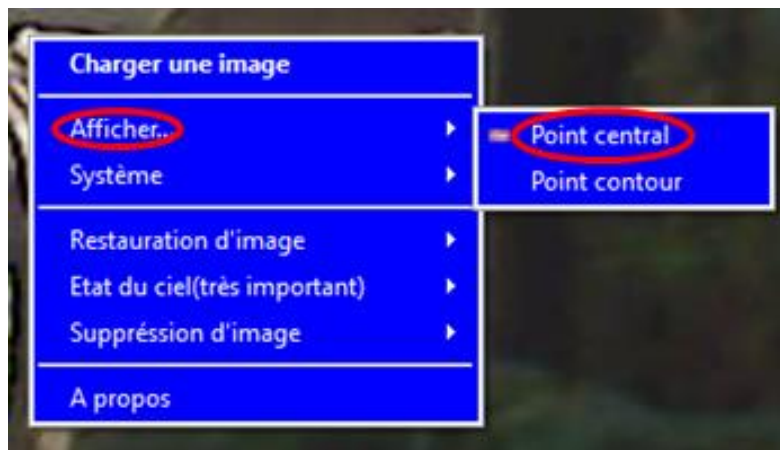 Charger une image
Afficher...
Point central
Système
Point contour
Restauration d'image
Etat du ciel(très important)
Suppréssion d'image
A propos